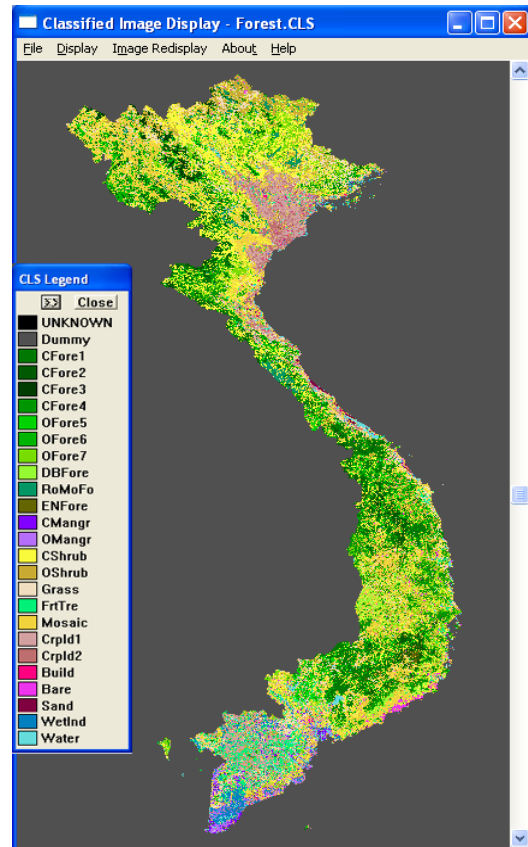 Classified Image Display - Forest.CLS
File Display Image Redisplay About Help
CLS Legend
>> Close
UNKNOWN
Dummy
CFore1
CFore2
CFore3
CFore4
OFore5
OFore6
OFore7
DBFore
RoMoFo
ENFore
CMangr
OMangr
CShrub
OShrub
Grass
FrtTre
Mosaic
Crpld1
Crpld2
Build
Bare
Sand
Wetlnd
Water